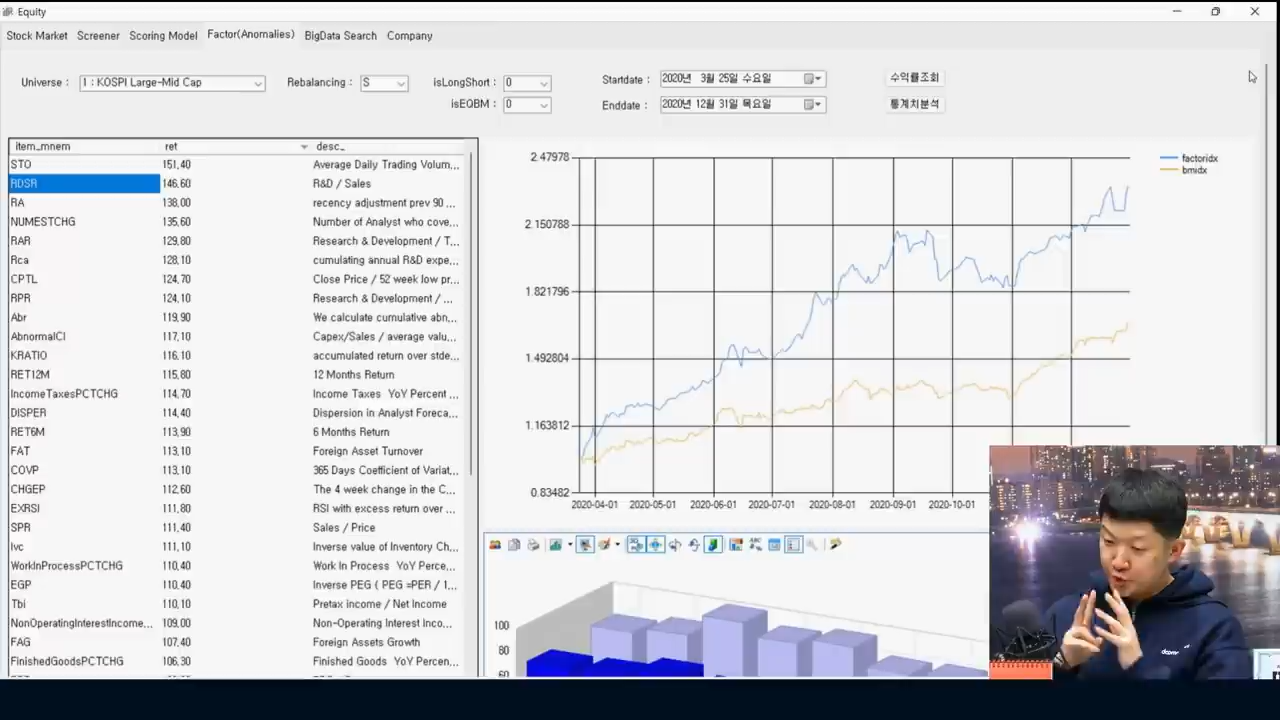 Equity
Stock Market Screener Scoring Model Factor(Anomalies) BigData Search Company
Universe : 1 : KOSPI Large-Mid Cap Rebalancing : S isLongShort : 0 Startdate : 2020년 3월 25일 수요일 수익률조회
isEQBM : 0 Enddate : 2020년 12월 31일 목요일 통계치분석
item_mnem ret desc_
STO 151,40 Average Daily Trading Volum...
RDSR 146,60 R&D / Sales
RA 138,00 recency adjustment prev 90 ...
NUMESTCHG 135,60 Number of Analyst who cove...
RAR 129,80 Research & Development / T...
Rca 128,10 cumulating annual R&D expe...
CPTL 124,70 Close Price / 52 week low pr...
RPR 124,10 Research & Development / ...
Abr 119,90 We calculate cumulative abn...
AbnormalCI 117,10 Capex/Sales / average valu...
KRATIO 116,10 accumulated return over stde...
RET12M 115,80 12 Months Return
IncomeTaxesPCTCHG 114,70 Income Taxes YoY Percent ...
DISPER 114,40 Dispersion in Analyst Foreca...
RET6M 113,90 6 Months Return
FAT 113,10 Foreign Asset Turnover
COVP 113,10 365 Days Coefficient of Variat...
CHGEP 112,60 The 4 week change in the C...
EXRSI 111,80 RSI with excess return over ...
SPR 111,40 Sales / Price
Ivc 111,10 Inverse value of Inventory Ch...
WorkInProcessPCTCHG 110,40 Work In Process YoY Perce...
EGP 110,40 Inverse PEG ( PEG =PER / 1...
Tbi 110,10 Pretax income / Net Income
NonOperatingInterestIncome... 109,00 Non-Operating Interest Inco...
FAG 107,40 Foreign Assets Growth
FinishedGoodsPCTCHG 106,30 Finished Goods YoY Percen...
2.47978
2.150788
1.821796
1.492804
1.163812
0.83482
2020-04-01 2020-05-01 2020-06-01 2020-07-01 2020-08-01 2020-09-01 2020-10-01
factoridx
bmidx
100
80
60